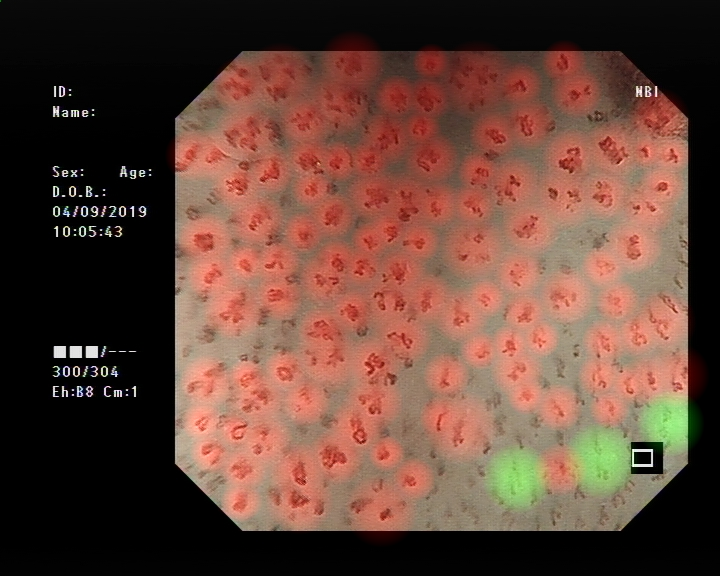 ID:
NBI
Name:
Sex: Age:
D.O.B.:
04/09/2019
10:05:43
■■■/---
300/304
Eh:B8 Cm:1